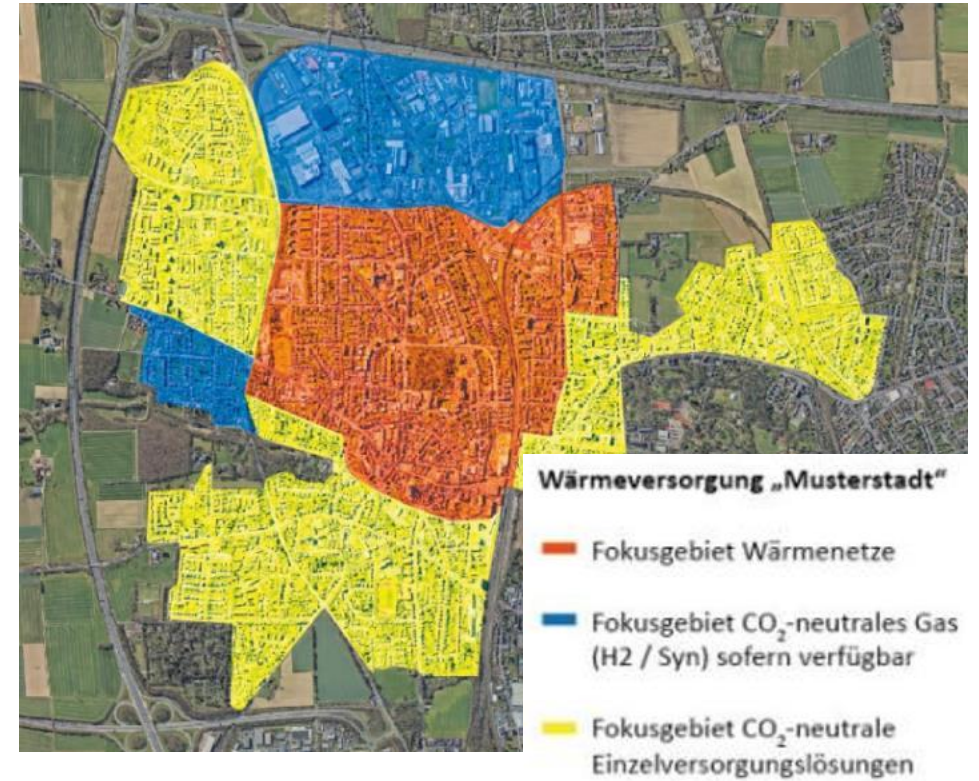 Wärmeversorgung „Musterstadt“
Fokusgebiet Wärmenetze
Fokusgebiet CO₂-neutrales Gas
(H2 / Syn) sofern verfügbar
Fokusgebiet CO₂-neutrale
Einzelversorgungslösungen